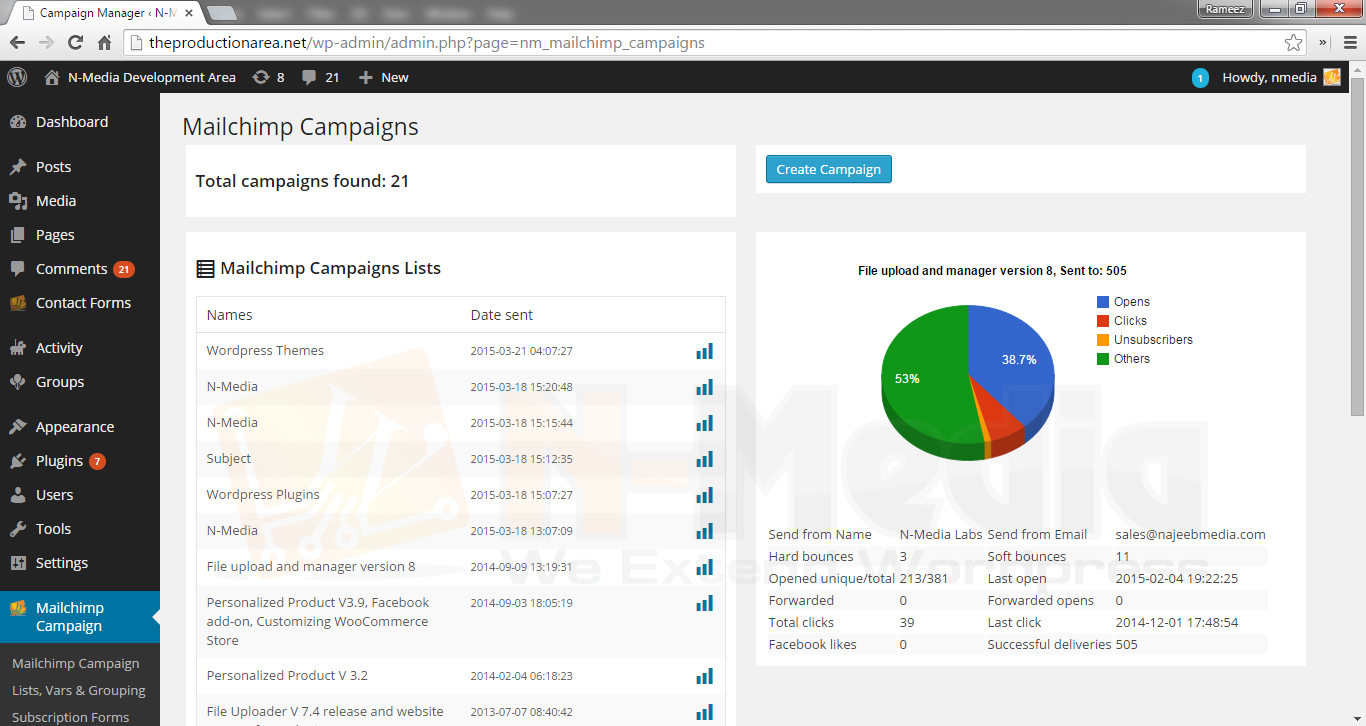 Campaign Manager ‹ N-M
Rameez
theproductionarea.net/wp-admin/admin.php?page=nm_mailchimp_campaigns
N-Media Development Area 8 21 New
1 Howdy, nmedia
Dashboard
Posts
Media
Pages
Comments 21
Contact Forms
Activity
Groups
Appearance
Plugins 7
Users
Tools
Settings
Mailchimp
Campaign
Mailchimp Campaign
Lists, Vars & Grouping
Subscription Forms
Mailchimp Campaigns
Total campaigns found: 21
Create Campaign
Mailchimp Campaigns Lists
Names Date sent
Wordpress Themes 2015-03-21 04:07:27
N-Media 2015-03-18 15:20:48
N-Media 2015-03-18 15:15:44
Subject 2015-03-18 15:12:35
Wordpress Plugins 2015-03-18 15:07:27
N-Media 2015-03-18 13:07:09
File upload and manager version 8 2014-09-09 13:19:31
Personalized Product V3.9, Facebook 2014-09-03 18:05:19
add-on, Customizing WooCommerce
Store
Personalized Product V 3.2 2014-02-04 06:18:23
File Uploader V 7.4 release and website 2013-07-07 08:40:42
File upload and manager version 8, Sent to: 505
Opens
Clicks
Unsubscribers
Others
38.7%
53%
Send from Name N-Media Labs Send from Email sales@najeebmedia.com
Hard bounces 3 Soft bounces 11
Opened unique/total 213/381 Last open 2015-02-04 19:22:25
Forwarded 0 Forwarded opens 0
Total clicks 39 Last click 2014-12-01 17:48:54
Facebook likes 0 Successful deliveries 505
N-Media
We Extend Wordpress